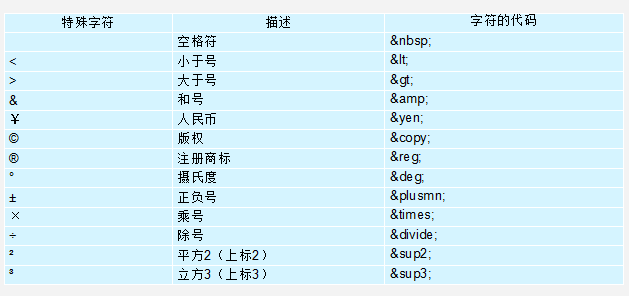 特殊字符 描述 字符的代码
空格符 &nbsp;
< 小于号 &lt;
> 大于号 &gt;
& 和号 &amp;
¥ 人民币 &yen;
© 版权 &copy;
® 注册商标 &reg;
° 摄氏度 &deg;
± 正负号 &plusmn;
× 乘号 &times;
÷ 除号 &divide;
² 平方2（上标2） &sup2;
³ 立方3（上标3） &sup3;